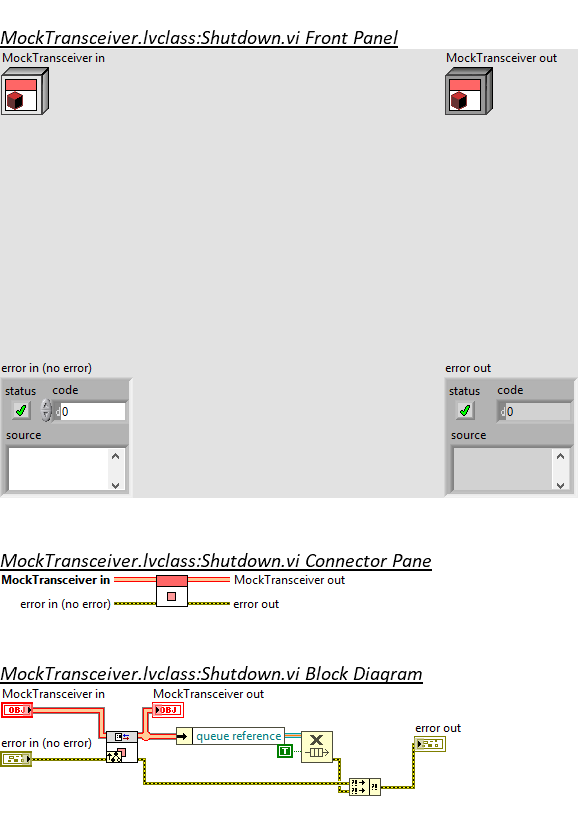 MockTransceiver.lvclass:Shutdown.vi Front Panel
MockTransceiver in
MockTransceiver out
error in (no error)
error out
status code
d 0
source
status code
d 0
source
MockTransceiver.lvclass:Shutdown.vi Connector Pane
MockTransceiver in
MockTransceiver out
error in (no error)
error out
MockTransceiver.lvclass:Shutdown.vi Block Diagram
MockTransceiver in
MockTransceiver out
OBJ
OBJ
error out
queue reference
error in (no error)
T
?!
?!
?!